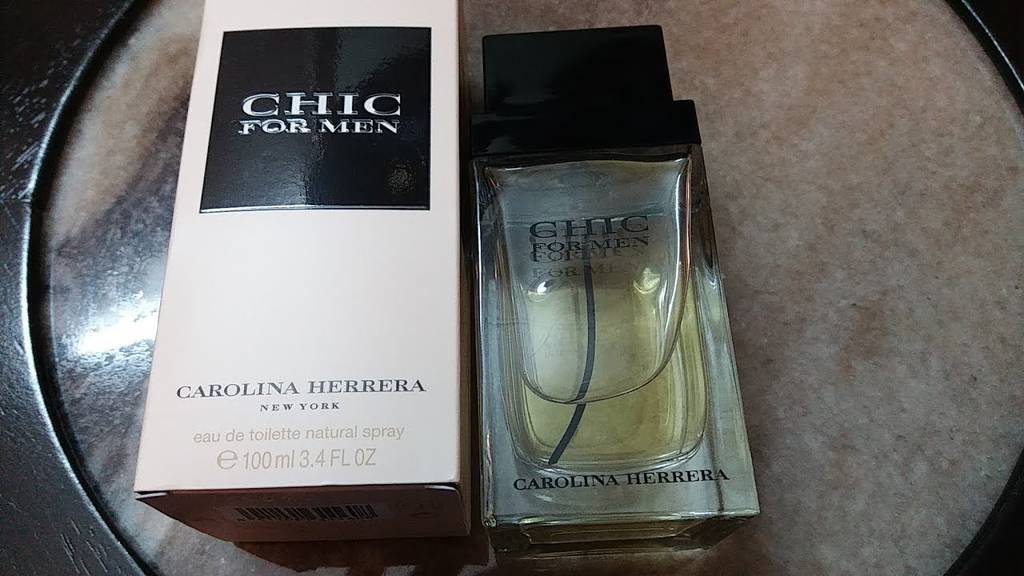 CHIC
FOR MEN
CAROLINA HERRERA
NEW YORK
eau de toilette natural spray
℮ 100 ml 3.4 FL OZ
CHIC
FOR MEN
CAROLINA HERRERA